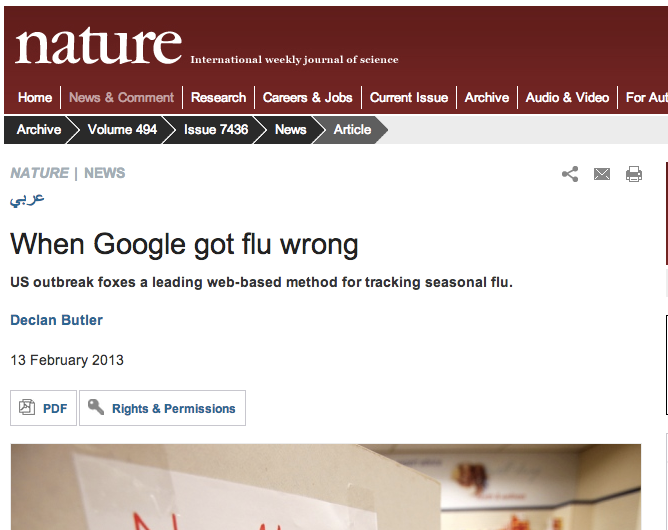 nature International weekly journal of science
Home News & Comment Research Careers & Jobs Current Issue Archive Audio & Video For Aut
Archive Volume 494 Issue 7436 News Article
NATURE | NEWS
عربي
When Google got flu wrong
US outbreak foxes a leading web-based method for tracking seasonal flu.
Declan Butler
13 February 2013
PDF Rights & Permissions